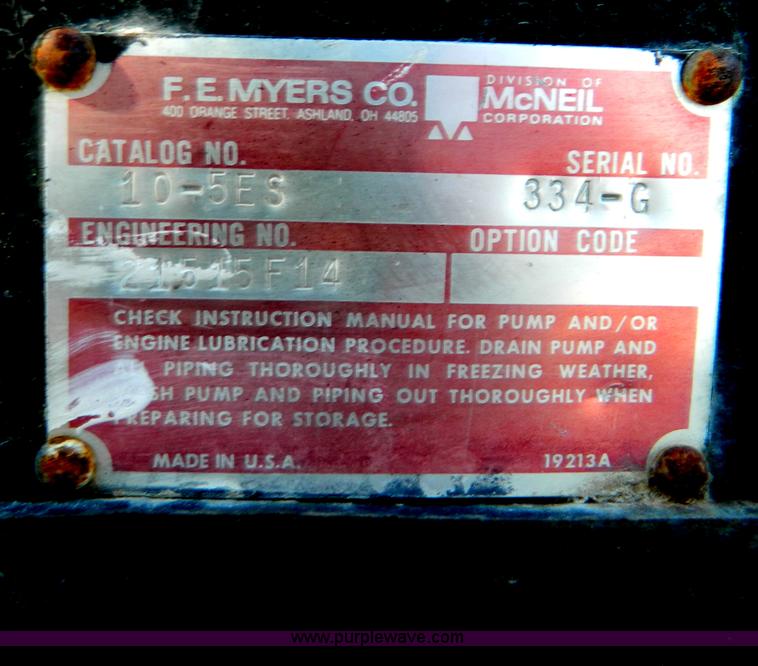 F. E. MYERS CO.
400 ORANGE STREET, ASHLAND, OH 44805
DIVISION OF
McNEIL
CORPORATION
CATALOG NO.
SERIAL NO.
10-5ES
334-G
ENGINEERING NO.
OPTION CODE
21515F14
CHECK INSTRUCTION MANUAL FOR PUMP AND/OR
ENGINE LUBRICATION PROCEDURE. DRAIN PUMP AND
ALL PIPING THOROUGHLY IN FREEZING WEATHER,
PUMP AND PIPING OUT THOROUGHLY WHEN
PREPARING FOR STORAGE.
MADE IN U.S.A.
19213A
www.purplewave.com